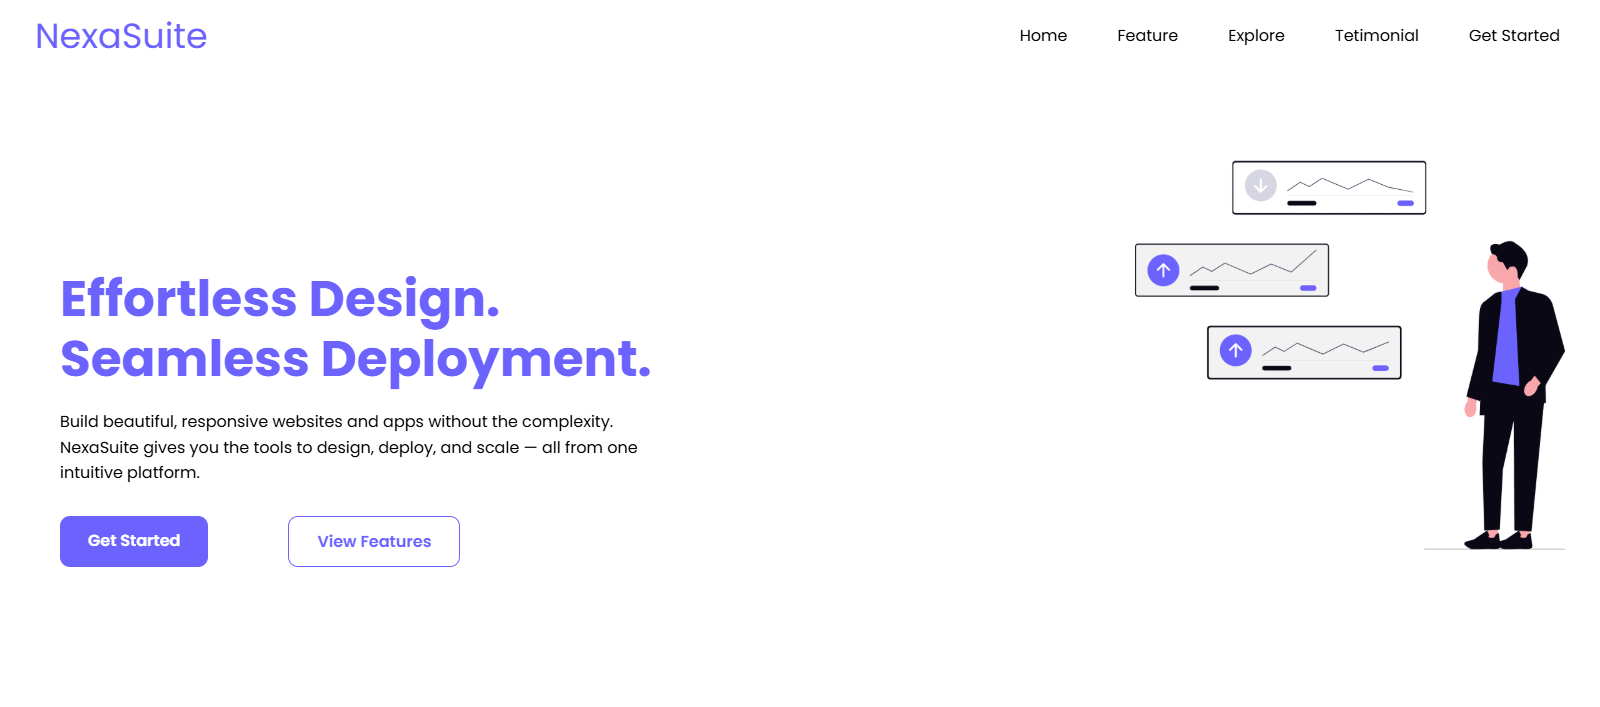 NexaSuite
Home Feature Explore Tetimonial Get Started
Effortless Design.
Seamless Deployment.
Build beautiful, responsive websites and apps without the complexity.
NexaSuite gives you the tools to design, deploy, and scale — all from one
intuitive platform.
Get Started View Features